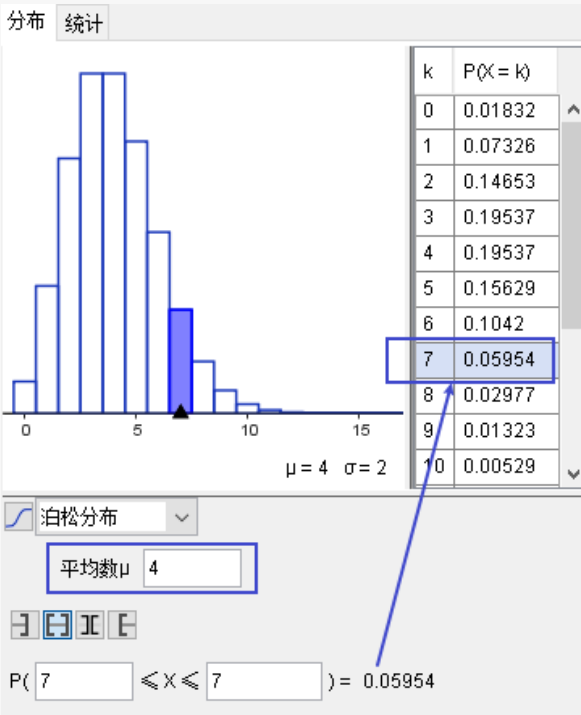 分布 统计
k P(X = k)
0 0.01832
1 0.07326
2 0.14653
3 0.19537
4 0.19537
5 0.15629
6 0.1042
7 0.05954
8 0.02977
9 0.01323
10 0.00529
0 5 10 15
μ = 4 σ = 2
泊松分布
平均数μ 4
P( 7 ≤ X ≤ 7 ) = 0.05954